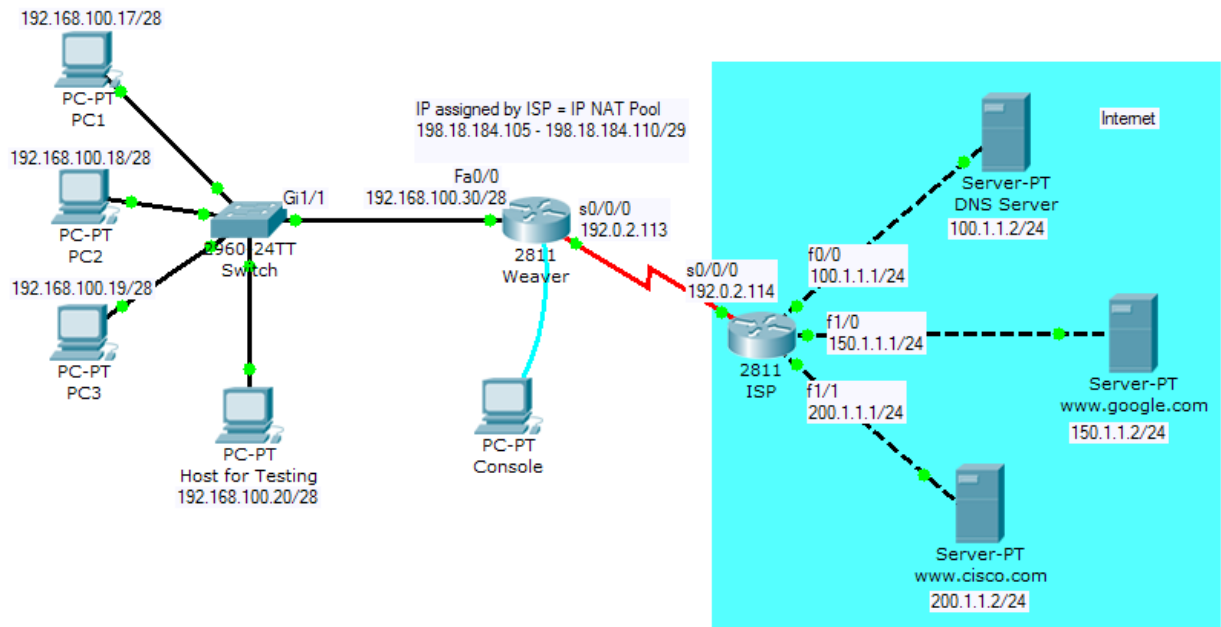 192.168.100.17/28
PC-PT
PC1
192.168.100.18/28
PC-PT
PC2
192.168.100.19/28
PC-PT
PC3
Gi1/1
2960-24TT
Switch
PC-PT
Host for Testing
192.168.100.20/28
IP assigned by ISP = IP NAT Pool
198.18.184.105 - 198.18.184.110/29
Fa0/0
192.168.100.30/28
2811
Weaver
s0/0/0
192.0.2.113
PC-PT
Console
s0/0/0
192.0.2.114
2811
ISP
Internet
f0/0
100.1.1.1/24
f1/0
150.1.1.1/24
f1/1
200.1.1.1/24
Server-PT
DNS Server
100.1.1.2/24
Server-PT
www.google.com
150.1.1.2/24
Server-PT
www.cisco.com
200.1.1.2/24